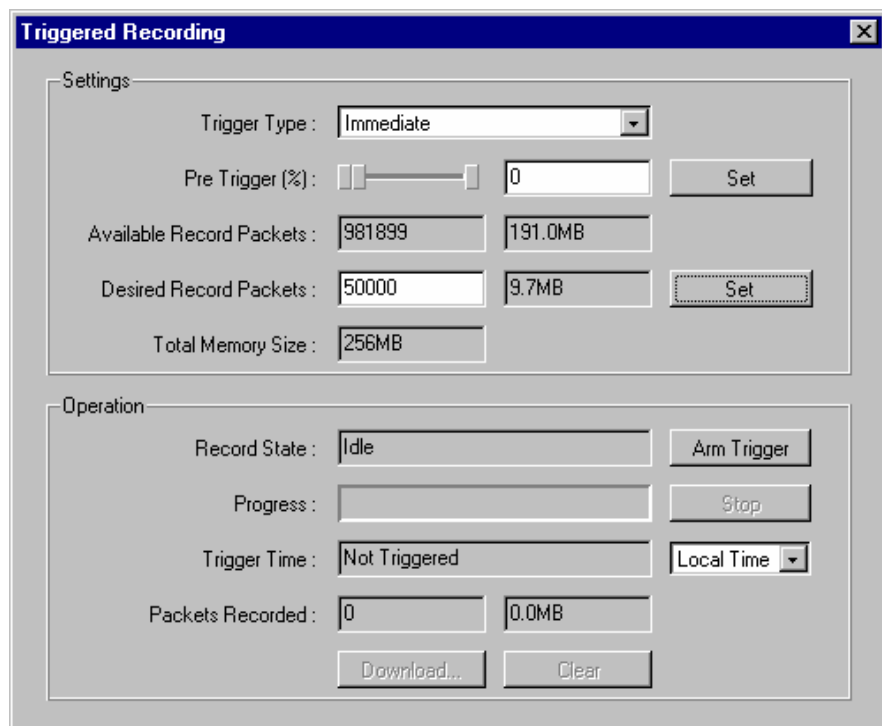 Triggered Recording
Settings
Trigger Type : Immediate
Pre Trigger (%) : 0 Set
Available Record Packets : 981899 191.0MB
Desired Record Packets : 50000 9.7MB Set
Total Memory Size : 256MB
Operation
Record State : Idle Arm Trigger
Progress : Stop
Trigger Time : Not Triggered Local Time
Packets Recorded : 0 0.0MB
Download... Clear